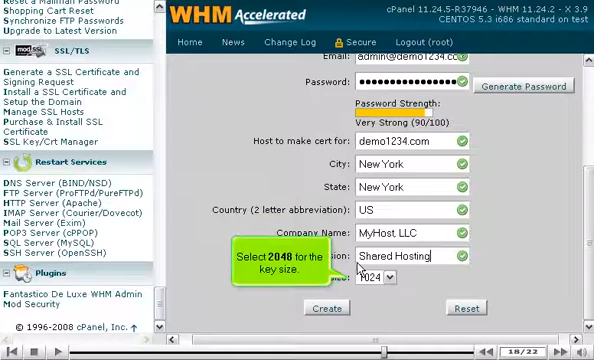 Reset a Mailman Password
Shopping Cart Reset
Synchronize FTP Passwords
Upgrade to Latest Version
SSL/TLS
Generate a SSL Certificate and
Signing Request
Install a SSL Certificate and
Setup the Domain
Manage SSL Hosts
Purchase & Install SSL
Certificate
SSL Key/Crt Manager
Restart Services
DNS Server (BIND/NSD)
FTP Server (ProFTPd/PureFTPd)
HTTP Server (Apache)
IMAP Server (Courier/Dovecot)
Mail Server (Exim)
POP3 Server (cPPOP)
SQL Server (MySQL)
SSH Server (OpenSSH)
Plugins
Fantastico De Luxe WHM Admin
Mod Security
© 1996-2008 cPanel, Inc.
WHM Accelerated
cPanel 11.24.5-R37946 - WHM 11.24.2 - X 3.9
CENTOS 5.3 i686 standard on test
Home News Change Log Secure Logout (root)
Email: admin@demo1234.co
Password: Generate Password
Password Strength:
Very Strong (90/100)
Host to make cert for: demo1234.com
City: New York
State: New York
Country (2 letter abbreviation): US
Company Name: MyHost, LLC
sion: Shared Hosting
Select 2048 for the
key size.
1024
Create Reset
18/22